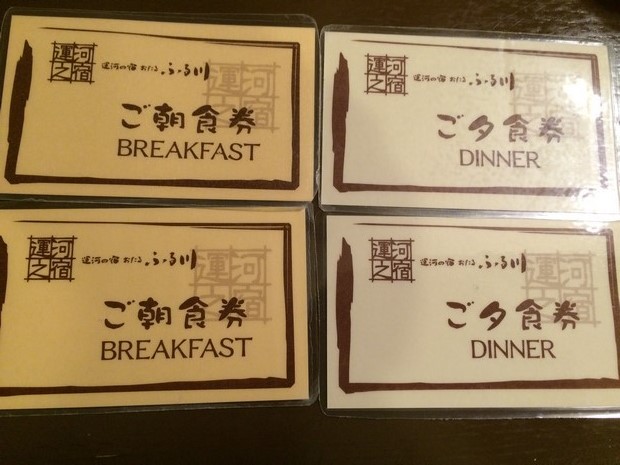 運河之宿
運河の宿 おたる ふる川
ご朝食券
BREAKFAST
運河之宿
運河の宿 おたる ふる川
ご夕食券
DINNER
運河之宿
運河の宿 おたる ふる川
ご朝食券
BREAKFAST
運河之宿
運河の宿 おたる ふる川
ご夕食券
DINNER